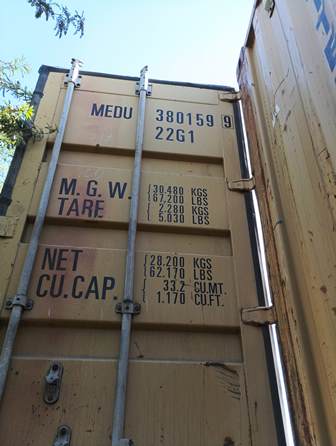 MEDU 380159 9
22G1
M.G.W. 30.480 KGS
67.200 LBS
TARE 2.280 KGS
5.030 LBS
NET 28.200 KGS
62.170 LBS
CU.CAP. 33.2 CU.MT.
1.170 CU.FT.